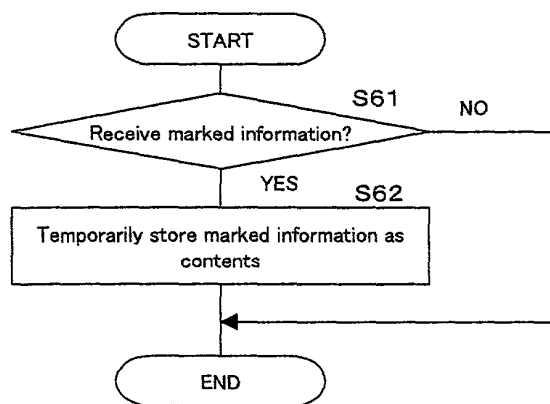 START
S61
NO
Receive marked information?
YES
S62
Temporarily store marked information as
contents
END